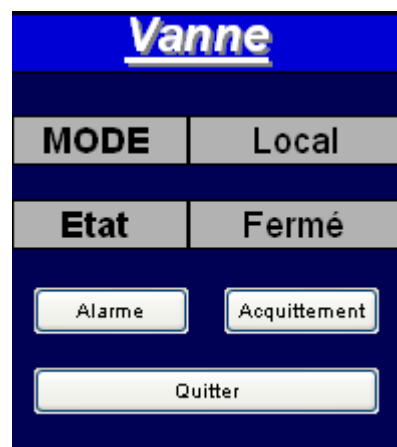 Vanne
MODE Local
Etat Fermé
Alarme Acquittement
Quitter